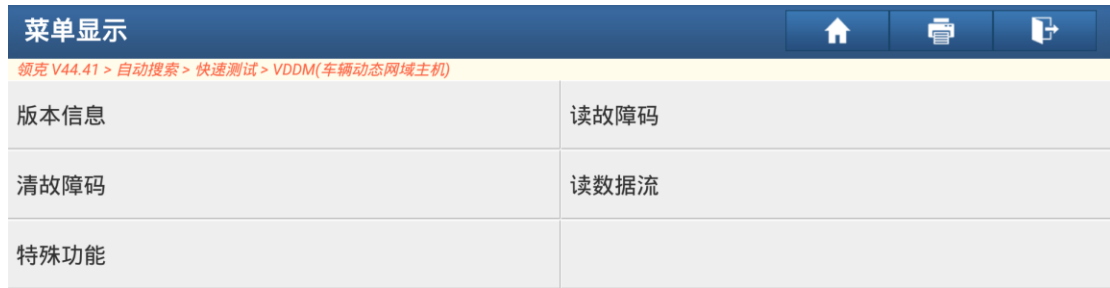 菜单显示
领克 V44.41 > 自动搜索 > 快速测试 > VDDM(车辆动态网域主机)
版本信息 读故障码
清故障码 读数据流
特殊功能